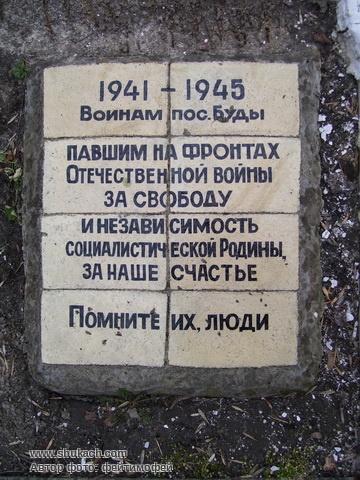 1941 - 1945
Воинам пос. Буды
павшим на фронтах
Отечественной войны
за свободу
и независимость
социалистической Родины,
за наше счастье
Помните их, люди
www.shukach.com
Автор фото: фейтимофей